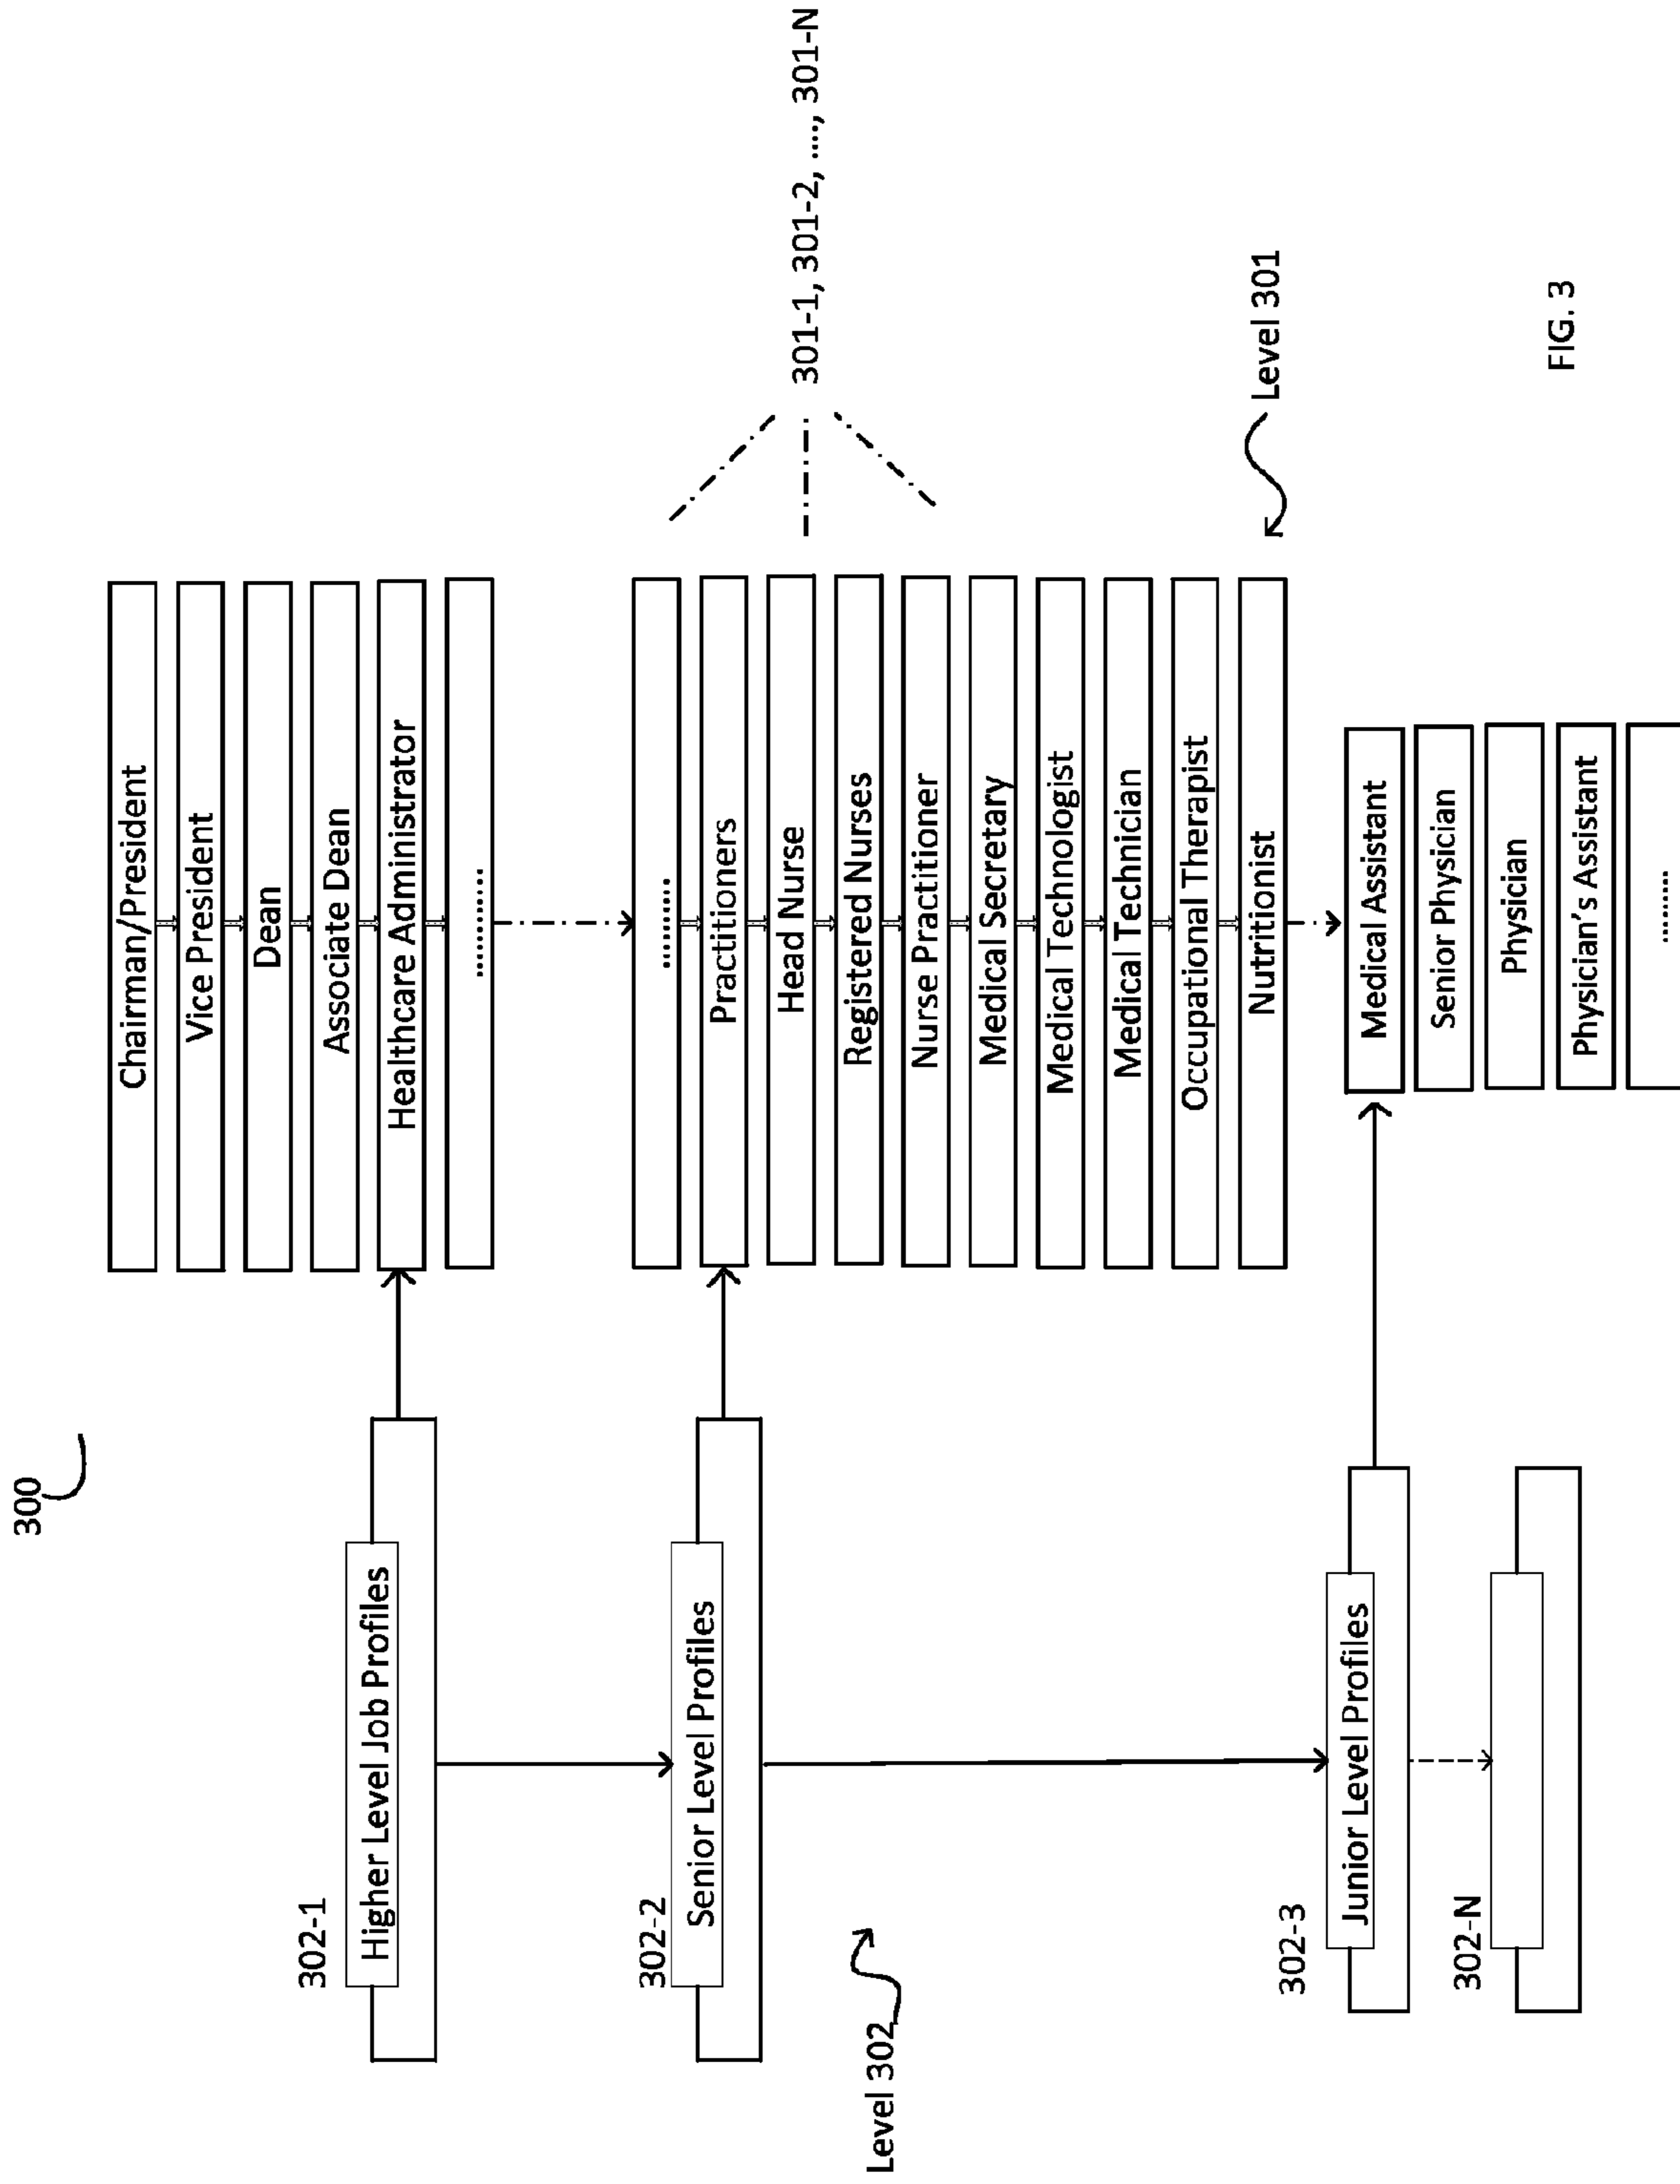 300
302-1
Higher Level Job Profiles
302-2
Senior Level Profiles
Level 302
302-3
Junior Level Profiles
302-N
Chairman/President
Vice President
Dean
Associate Dean
Healthcare Administrator
..........
..........
Practitioners
Head Nurse
Registered Nurses
Nurse Practitioner
Medical Secretary
Medical Technologist
Medical Technician
Occupational Therapist
Nutritionist
Medical Assistant
Senior Physician
Physician
Physician's Assistant
........
301-1, 301-2, ...., 301-N
Level 301
FIG. 3